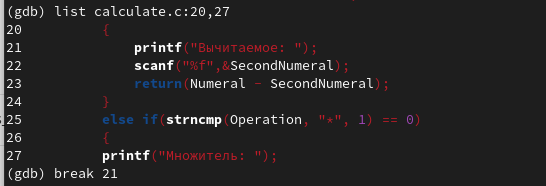 (gdb) list calculate.c:20,27
20 {
21 printf("Вычитаемое: ");
22 scanf("%f",&SecondNumeral);
23 return(Numeral - SecondNumeral);
24 }
25 else if(strncmp(Operation, "*", 1) == 0)
26 {
27 printf("Множитель: ");
(gdb) break 21